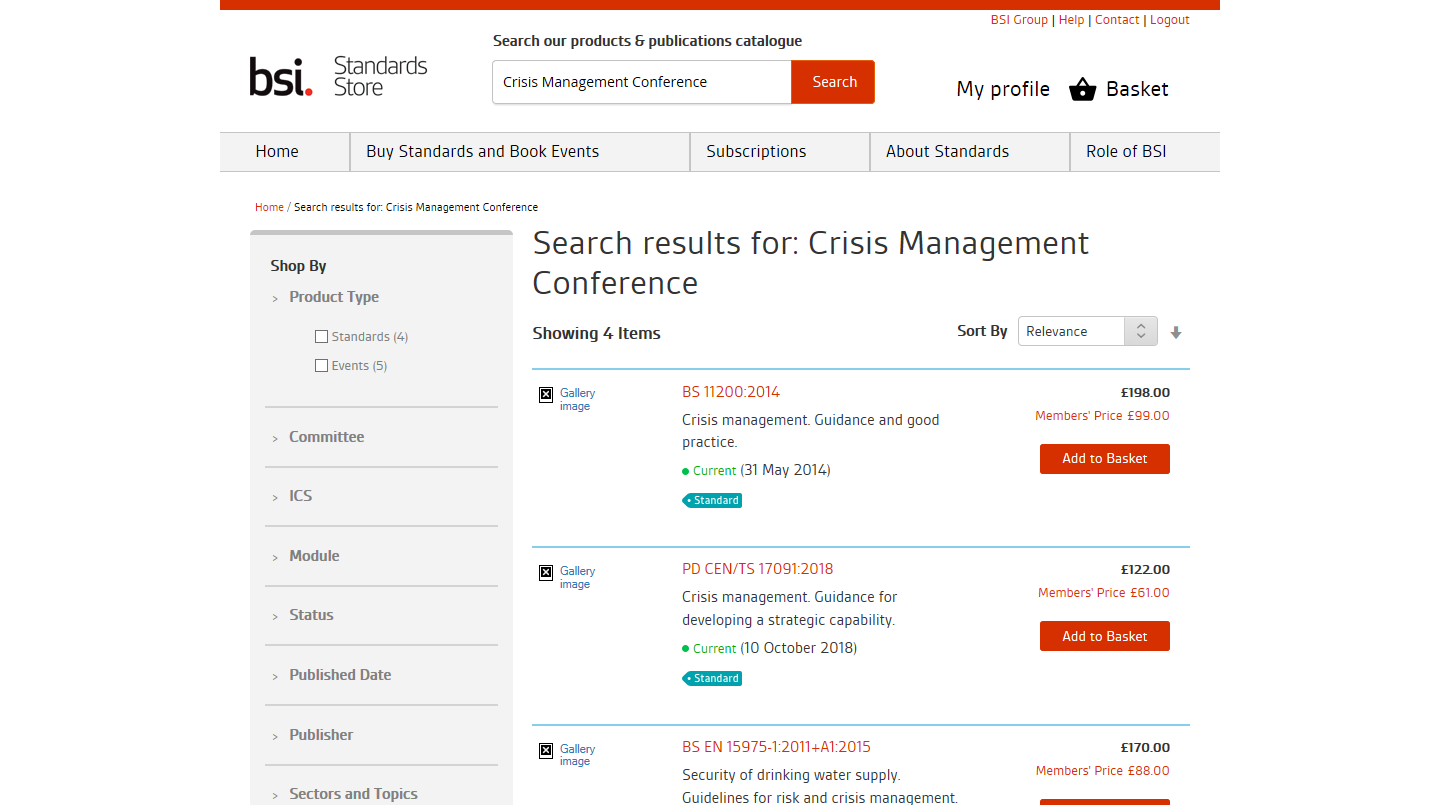 BSI Group | Help | Contact | Logout
Search our products & publications catalogue
bsi. Standards
Store
Crisis Management Conference
Search
My profile
Basket
Home
Buy Standards and Book Events
Subscriptions
About Standards
Role of BSI
Home / Search results for: Crisis Management Conference
Shop By
> Product Type
Standards (4)
Events (5)
> Committee
> ICS
> Module
> Status
> Published Date
> Publisher
> Sectors and Topics
Search results for: Crisis Management
Conference
Showing 4 Items
Sort By
Relevance
Gallery
image
BS 11200:2014
Crisis management. Guidance and good
practice.
Current (31 May 2014)
Standard
£198.00
Members' Price £99.00
Add to Basket
Gallery
image
PD CEN/TS 17091:2018
Crisis management. Guidance for
developing a strategic capability.
Current (10 October 2018)
Standard
£122.00
Members' Price £61.00
Add to Basket
Gallery
image
BS EN 15975-1:2011+A1:2015
Security of drinking water supply.
Guidelines for risk and crisis management.
£170.00
Members' Price £88.00